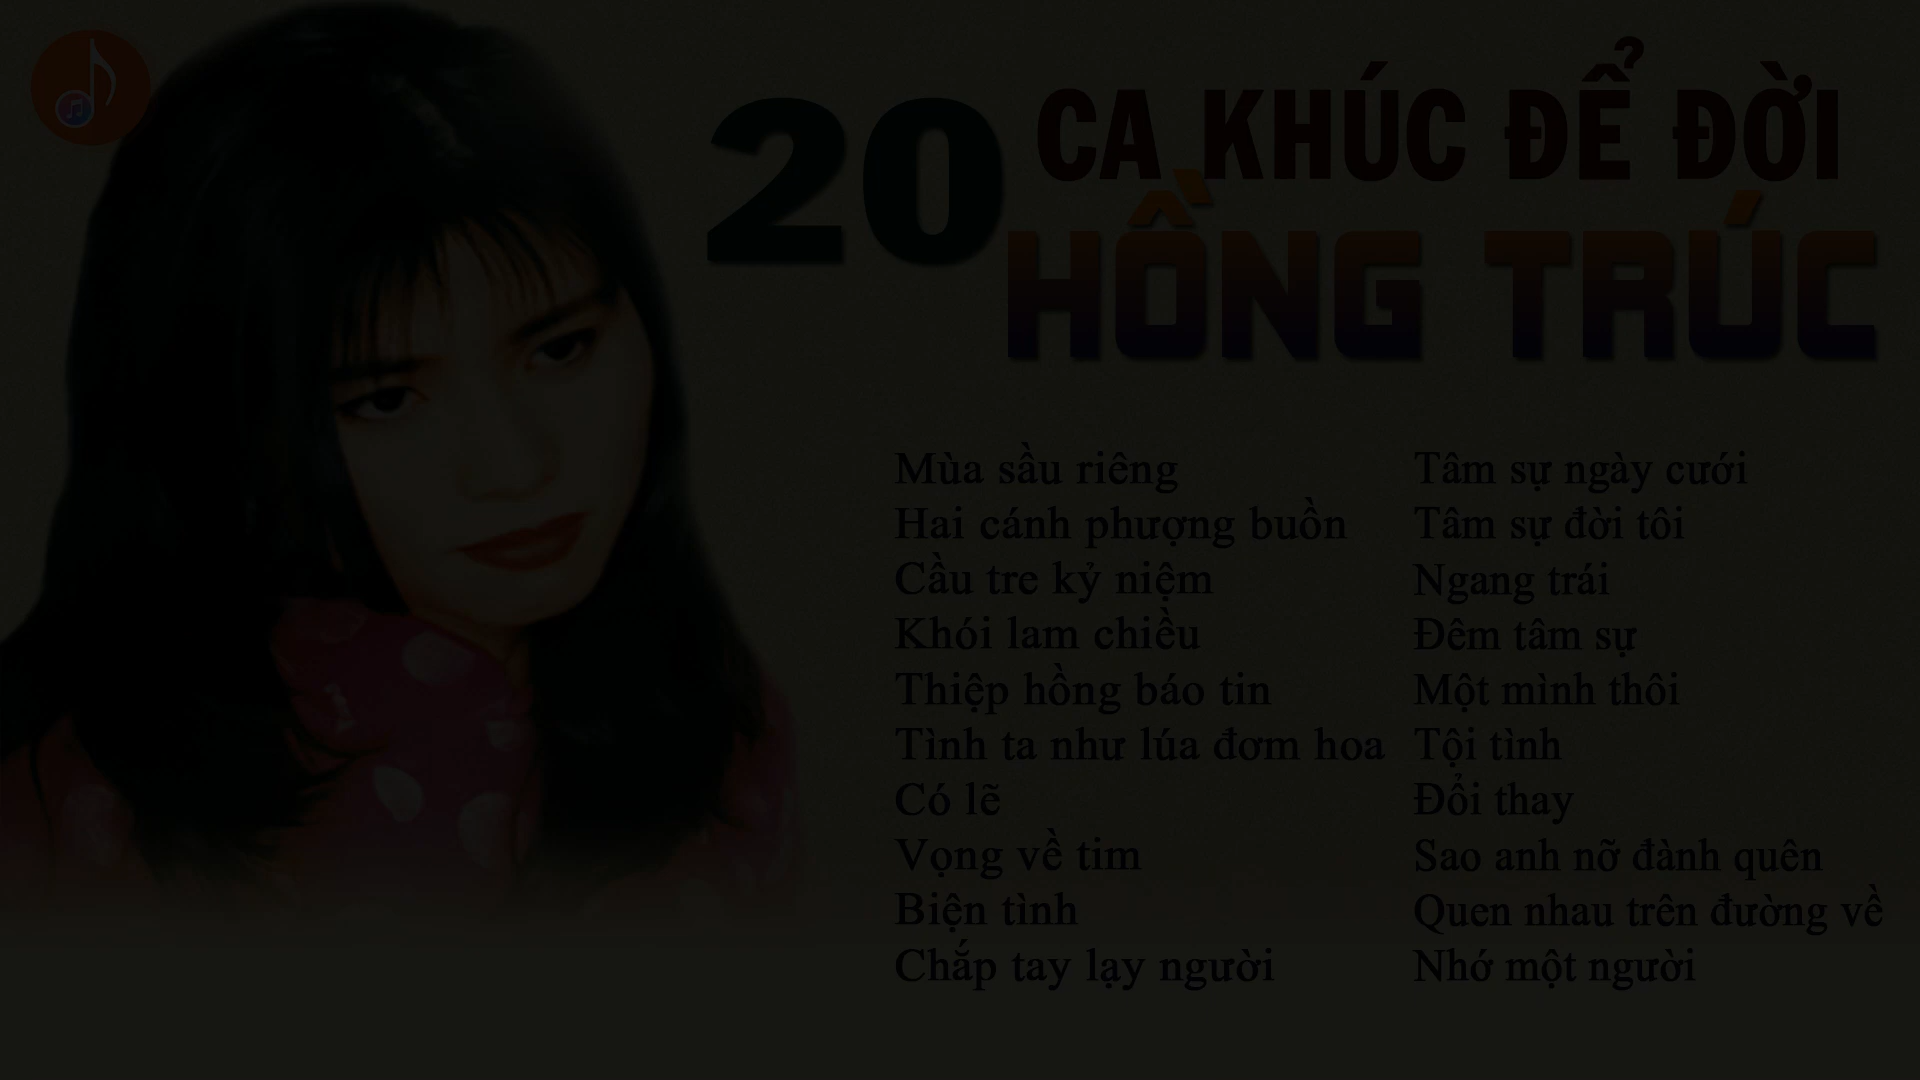 20 CA KHÚC ĐỂ ĐỜI
HỒNG TRÚC
Mùa sầu riêng
Hai cánh phượng buồn
Cầu tre kỷ niệm
Khói lam chiều
Thiệp hồng báo tin
Tình ta như lúa đơm hoa
Có lẽ
Vọng về tim
Biện tình
Chắp tay lạy người
Tâm sự ngày cưới
Tâm sự đời tôi
Ngang trái
Đêm tâm sự
Một mình thôi
Tội tình
Đổi thay
Sao anh nỡ đành quên
Quen nhau trên đường về
Nhớ một người